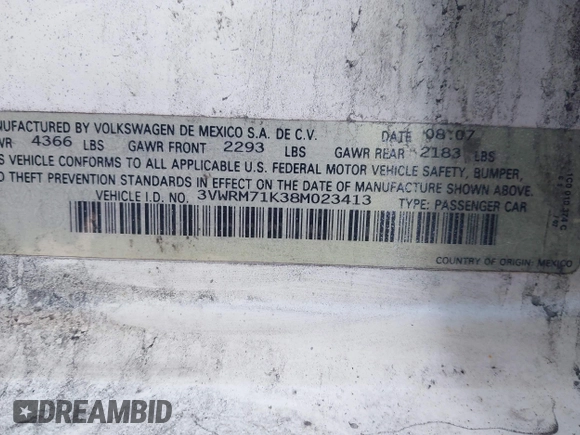 NUFACTURED BY VOLKSWAGEN DE MEXICO S.A. DE C.V. DATE 08·07
WR 4366 LBS GAWR FRONT 2293 LBS GAWR REAR 2183 LBS
S VEHICLE CONFORMS TO ALL APPLICABLE U.S. FEDERAL MOTOR VEHICLE SAFETY, BUMPER,
D THEFT PREVENTION STANDARDS IN EFFECT ON THE DATE OF MANUFACTURE SHOWN ABOVE.
VEHICLE I.D. NO. 3VWRM71K38M023413 TYPE: PASSENGER CAR
COUNTRY OF ORIGIN: MEXICO
DREAMBID